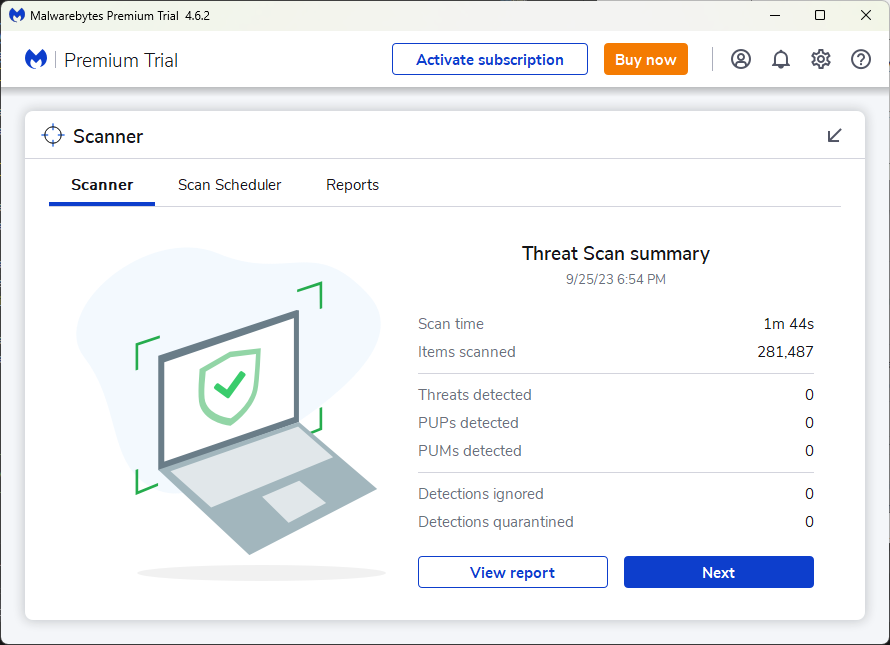 Malwarebytes Premium Trial 4.6.2
Premium Trial
Activate subscription
Buy now
Scanner
Scanner
Scan Scheduler
Reports
Threat Scan summary
9/25/23 6:54 PM
Scan time 1m 44s
Items scanned 281,487
Threats detected 0
PUPs detected 0
PUMs detected 0
Detections ignored 0
Detections quarantined 0
View report
Next